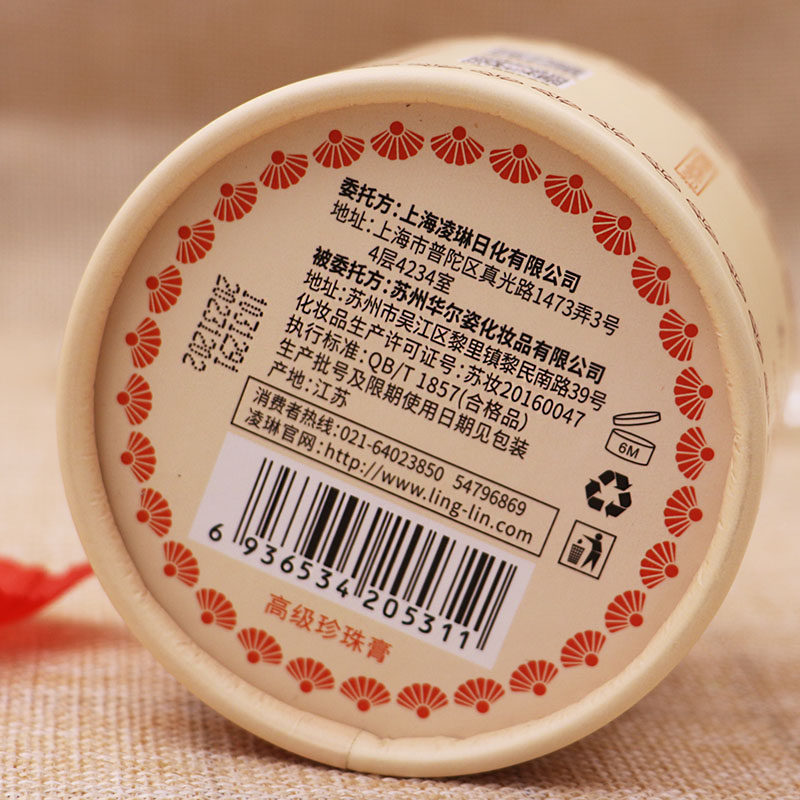 委托方:上海凌琳日化有限公司
地址:上海市普陀区真光路1473弄3号
4层4234室
被委托方:苏州华尔姿化妆品有限公司
地址:苏州市吴江区黎里镇黎民南路39号
化妆品生产许可证号:苏妆20160047
执行标准:QB/T 1857(合格品)
生产批号及限期使用日期见包装
产地:江苏
消费者热线:021-64023850 54796869
凌琳官网:http://www.ling-lin.com
6M
6 936534 205311
高级珍珠膏